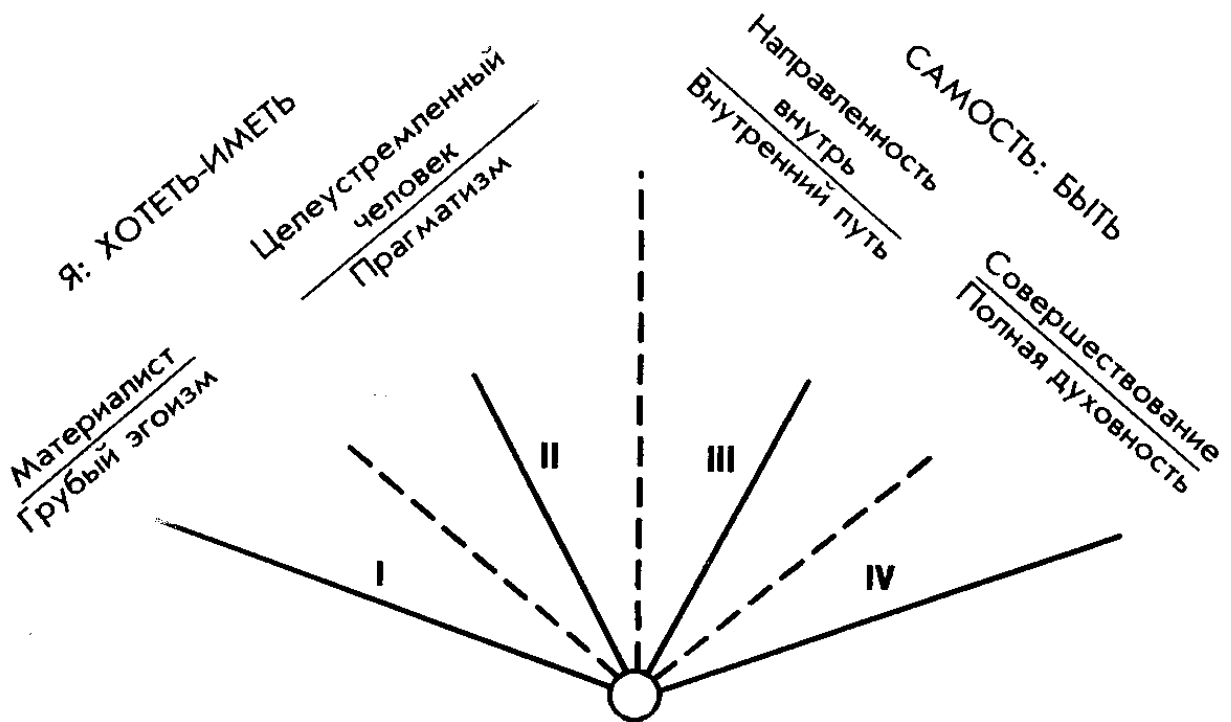 Я: ХОТЕТЬ-ИМЕТЬ
Целеустремленный
человек
Прагматизм
Материалист
Грубый эгоизм
Направленность
внутрь
Внутренний путь
САМОСТЬ: БЫТЬ
Совершествование
Полная духовность
I
II
III
IV